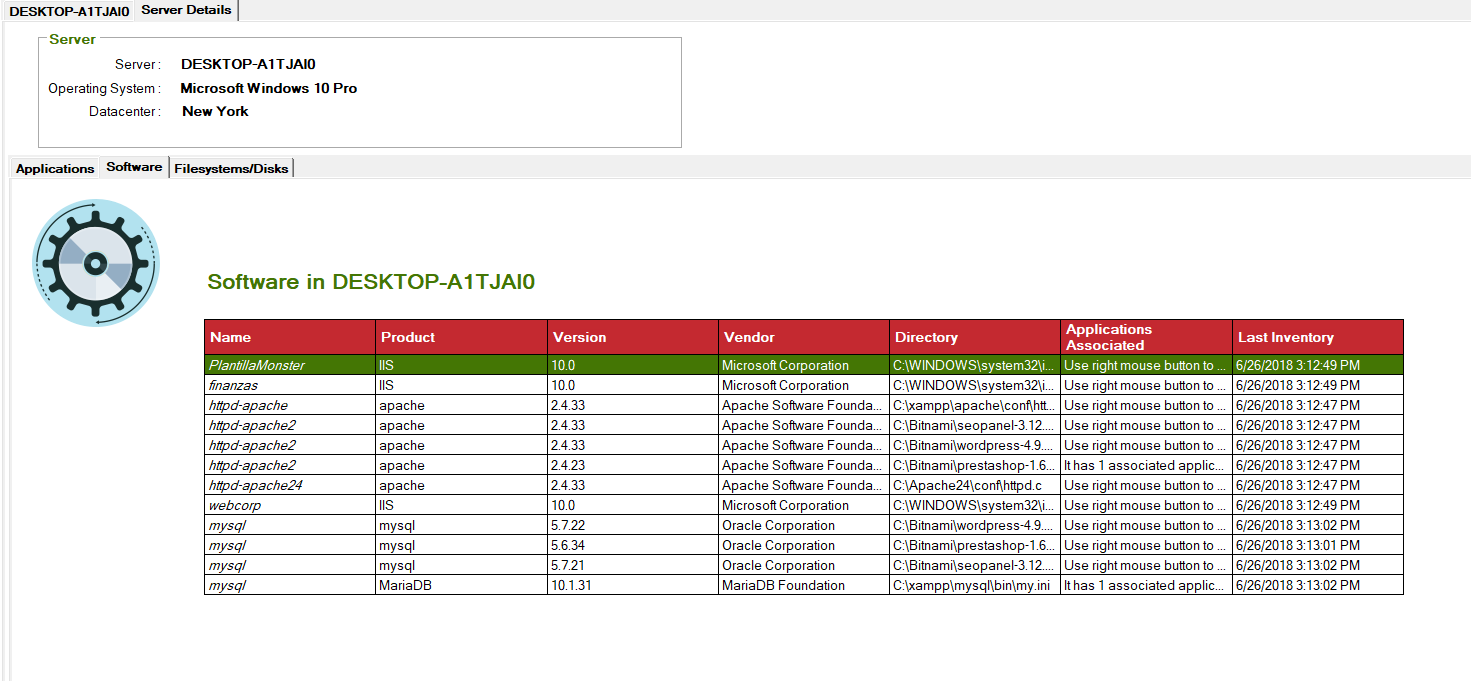 DESKTOP-A1TJAI0 Server Details
Server
Server: DESKTOP-A1TJAI0
Operating System: Microsoft Windows 10 Pro
Datacenter: New York
Applications Software Filesystems/Disks
Software in DESKTOP-A1TJAI0
Name Product Version Vendor Directory Applications Associated Last Inventory
PlantillaMonster IIS 10.0 Microsoft Corporation C:\WINDOWS\system32\i... Use right mouse button to ... 6/26/2018 3:12:49 PM
finanzas IIS 10.0 Microsoft Corporation C:\WINDOWS\system32\i... Use right mouse button to ... 6/26/2018 3:12:49 PM
httpd-apache apache 2.4.33 Apache Software Founda... C:\xampp\apache\conf\htt... Use right mouse button to ... 6/26/2018 3:12:47 PM
httpd-apache2 apache 2.4.33 Apache Software Founda... C:\Bitnami\seopanel-3.12.... Use right mouse button to ... 6/26/2018 3:12:47 PM
httpd-apache2 apache 2.4.33 Apache Software Founda... C:\Bitnami\wordpress-4.9.... Use right mouse button to ... 6/26/2018 3:12:47 PM
httpd-apache2 apache 2.4.23 Apache Software Founda... C:\Bitnami\prestashop-1.6... It has 1 associated applic... 6/26/2018 3:12:47 PM
httpd-apache24 apache 2.4.33 Apache Software Founda... C:\Apache24\conf\httpd.c Use right mouse button to ... 6/26/2018 3:12:47 PM
webcorp IIS 10.0 Microsoft Corporation C:\WINDOWS\system32\i... Use right mouse button to ... 6/26/2018 3:12:49 PM
mysql mysql 5.7.22 Oracle Corporation C:\Bitnami\wordpress-4.9.... Use right mouse button to ... 6/26/2018 3:13:02 PM
mysql mysql 5.6.34 Oracle Corporation C:\Bitnami\prestashop-1.6... Use right mouse button to ... 6/26/2018 3:13:01 PM
mysql mysql 5.7.21 Oracle Corporation C:\Bitnami\seopanel-3.12.... Use right mouse button to ... 6/26/2018 3:13:02 PM
mysql MariaDB 10.1.31 MariaDB Foundation C:\xampp\mysql\bin\my.ini It has 1 associated applic... 6/26/2018 3:13:02 PM